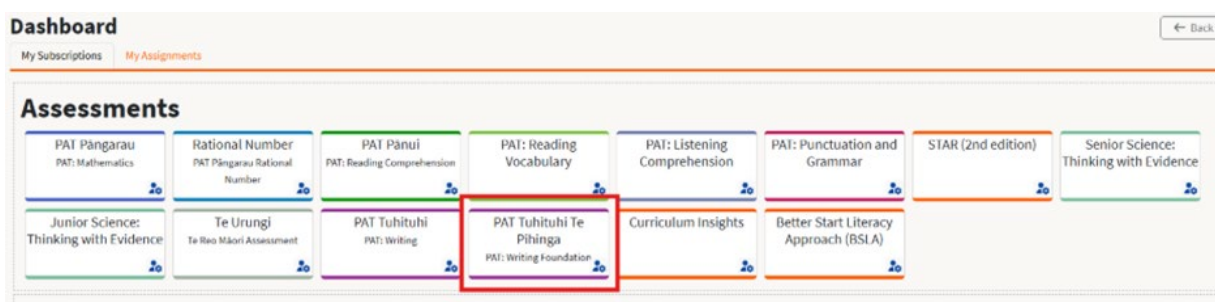 Dashboard
← Back
My Subscriptions My Assignments
Assessments
PAT Pāngarau
PAT: Mathematics
Rational Number
PAT Pāngarau Rational
Number
PAT Pānui
PAT: Reading Comprehension
PAT: Reading
Vocabulary
PAT: Listening
Comprehension
PAT: Punctuation and
Grammar
STAR (2nd edition)
Senior Science:
Thinking with Evidence
Junior Science:
Thinking with Evidence
Te Urungi
Te Reo Māori Assessment
PAT Tuhituhi
PAT: Writing
PAT Tuhituhi Te
Pihinga
PAT: Writing Foundation
Curriculum Insights
Better Start Literacy
Approach (BSLA)